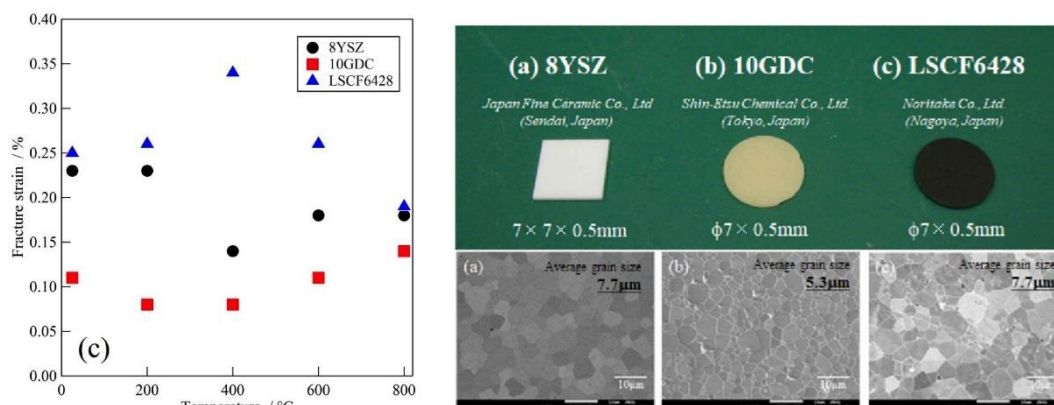 0.40
0.35
0.30
0.25
0.20
0.15
0.10
0.05
0.00
Fracture strain / %
8YSZ
10GDC
LSCF6428
(c)
0
200
400
600
800
Temperature / °C
(a) 8YSZ
Japan Fine Ceramic Co., Ltd
(Sendai, Japan)
7 × 7 × 0.5mm
(b) 10GDC
Shin-Etsu Chemical Co., Ltd.
(Tokyo, Japan)
ϕ7 × 0.5mm
(c) LSCF6428
Noritake Co., Ltd
(Nagoya, Japan)
ϕ7 × 0.5mm
(a)
Average grain size
7.7μm
10μm
(b)
Average grain size
5.3μm
10μm
(c)
Average grain size
7.7μm
10μm